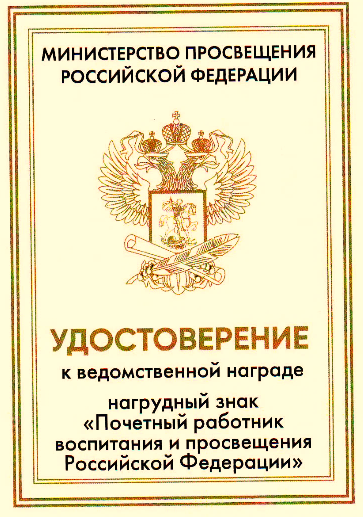 МИНИСТЕРСТВО ПРОСВЕЩЕНИЯ
РОССИЙСКОЙ ФЕДЕРАЦИИ
УДОСТОВЕРЕНИЕ
к ведомственной награде
нагрудный знак
«Почетный работник
воспитания и просвещения
Российской Федерации»